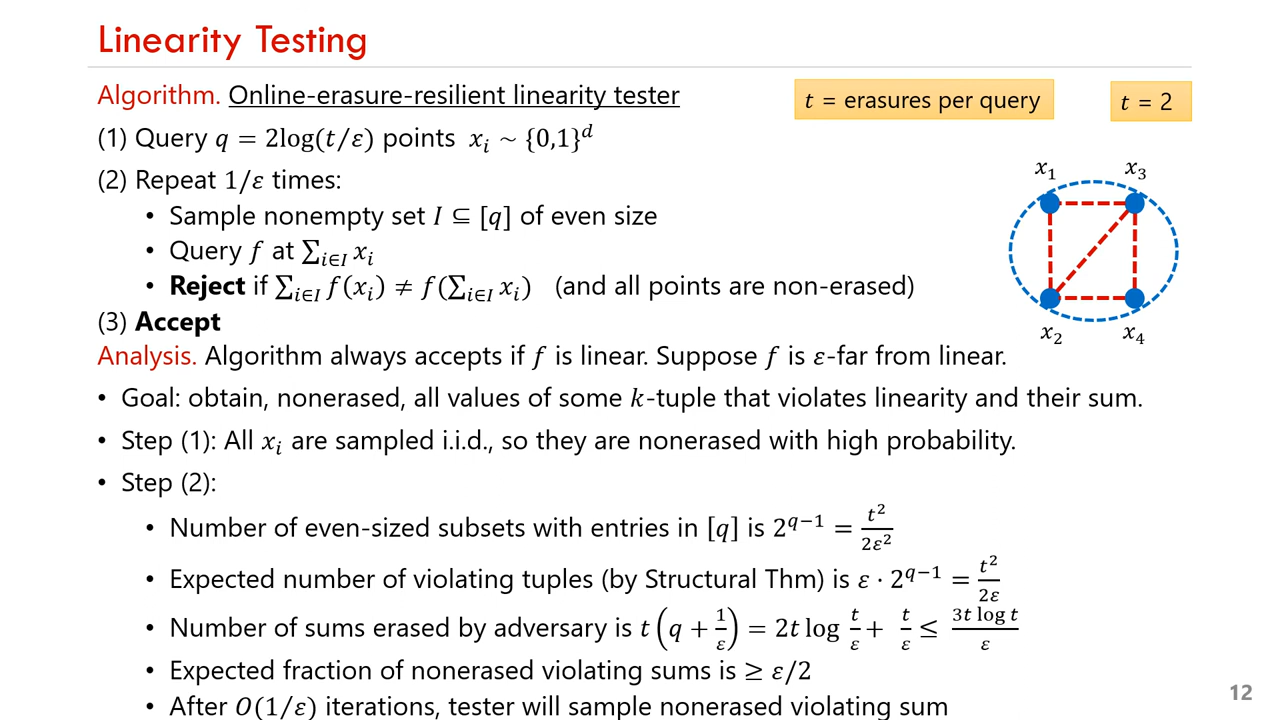 Linearity Testing
Algorithm. Online-erasure-resilient linearity tester
t = erasures per query
t = 2
(1) Query q = 2log(t/ε) points x_i ~ {0,1}^d
(2) Repeat 1/ε times:
• Sample nonempty set I ⊆ [q] of even size
• Query f at ∑_{i∈I} x_i
• Reject if ∑_{i∈I} f(x_i) ≠ f(∑_{i∈I} x_i) (and all points are non-erased)
(3) Accept
x_1 x_3
x_2 x_4
Analysis. Algorithm always accepts if f is linear. Suppose f is ε-far from linear.
• Goal: obtain, nonerased, all values of some k-tuple that violates linearity and their sum.
• Step (1): All x_i are sampled i.i.d., so they are nonerased with high probability.
• Step (2):
• Number of even-sized subsets with entries in [q] is 2^{q−1} = t^2/2ε^2
• Expected number of violating tuples (by Structural Thm) is ε · 2^{q−1} = t^2/2ε
• Number of sums erased by adversary is t(q + 1/ε) = 2t log t/ε + t/ε ≤ 3t log t/ε
• Expected fraction of nonerased violating sums is ≥ ε/2
• After O(1/ε) iterations, tester will sample nonerased violating sum
12